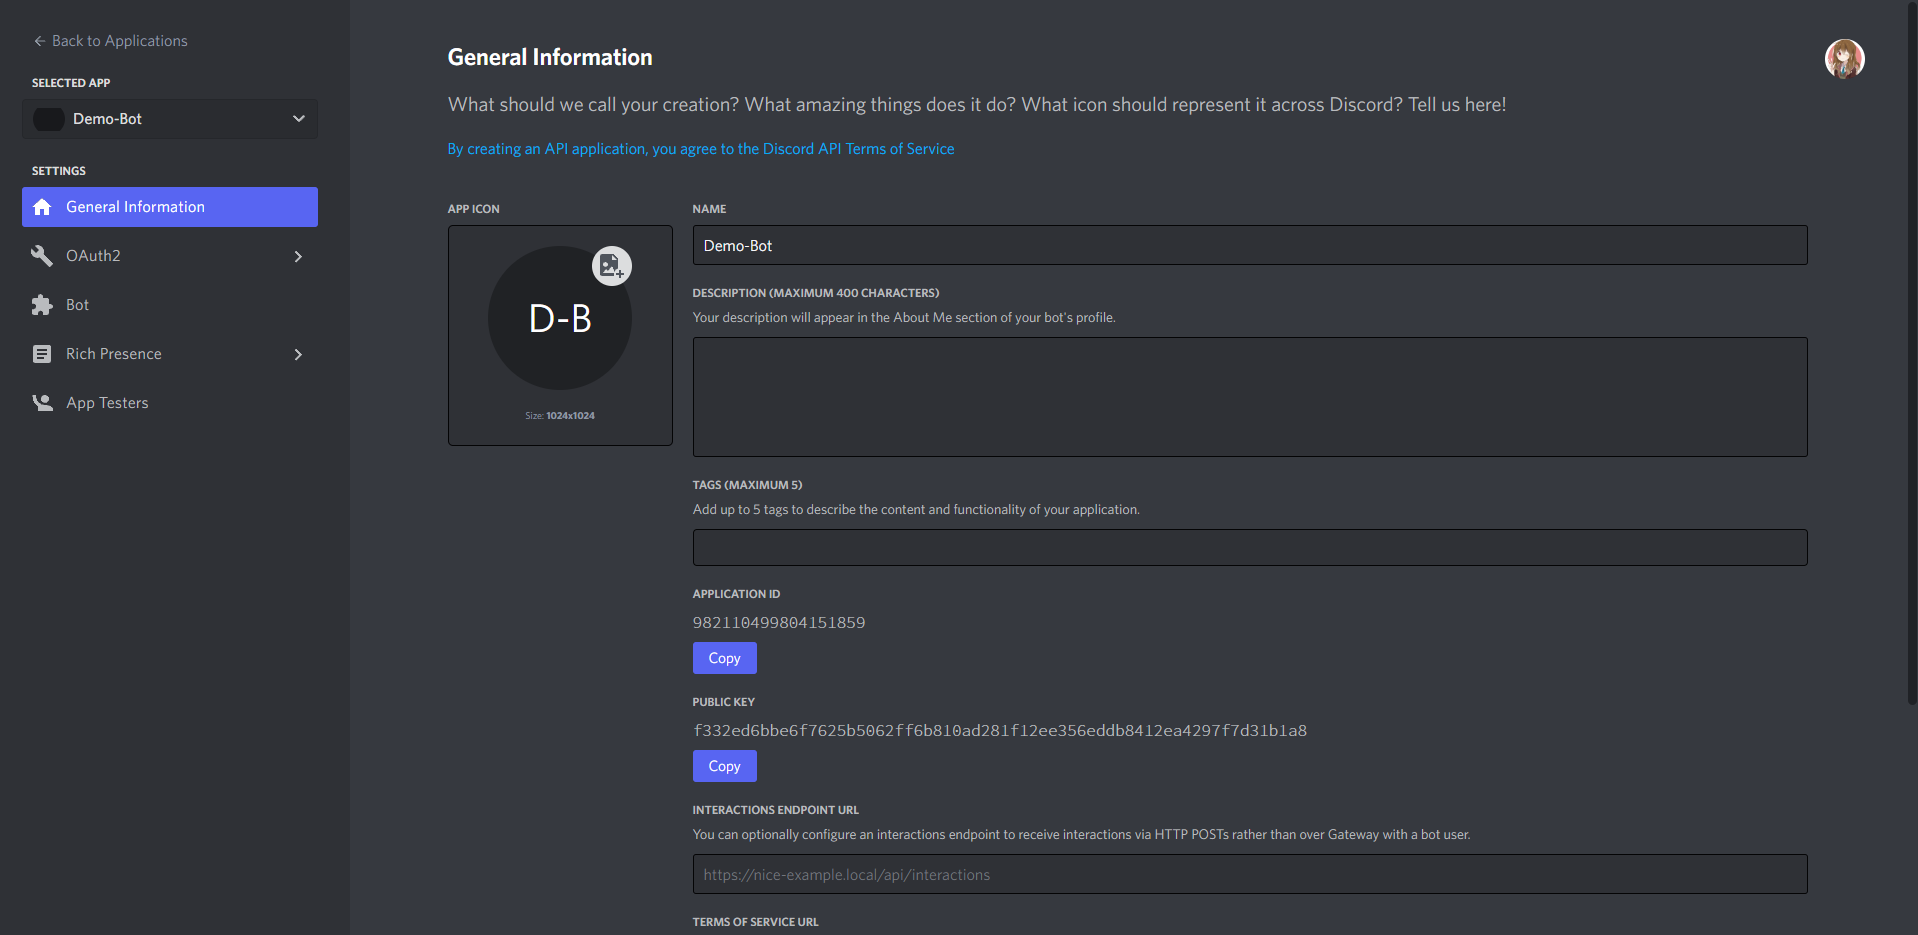 Back to Applications
SELECTED APP
Demo-Bot
SETTINGS
General Information
OAuth2
Bot
Rich Presence
App Testers
General Information
What should we call your creation? What amazing things does it do? What icon should represent it across Discord? Tell us here!
By creating an API application, you agree to the Discord API Terms of Service
APP ICON
D-B
Size: 1024x1024
NAME
Demo-Bot
DESCRIPTION (MAXIMUM 400 CHARACTERS)
Your description will appear in the About Me section of your bot's profile.
TAGS (MAXIMUM 5)
Add up to 5 tags to describe the content and functionality of your application.
APPLICATION ID
982110499804151859
Copy
PUBLIC KEY
f332ed6bbe6f7625b5062ff6b810ad281f12ee356eddb8412ea4297f7d31b1a8
Copy
INTERACTIONS ENDPOINT URL
You can optionally configure an interactions endpoint to receive interactions via HTTP POSTs rather than over Gateway with a bot user.
https://nice-example.local/api/interactions
TERMS OF SERVICE URL